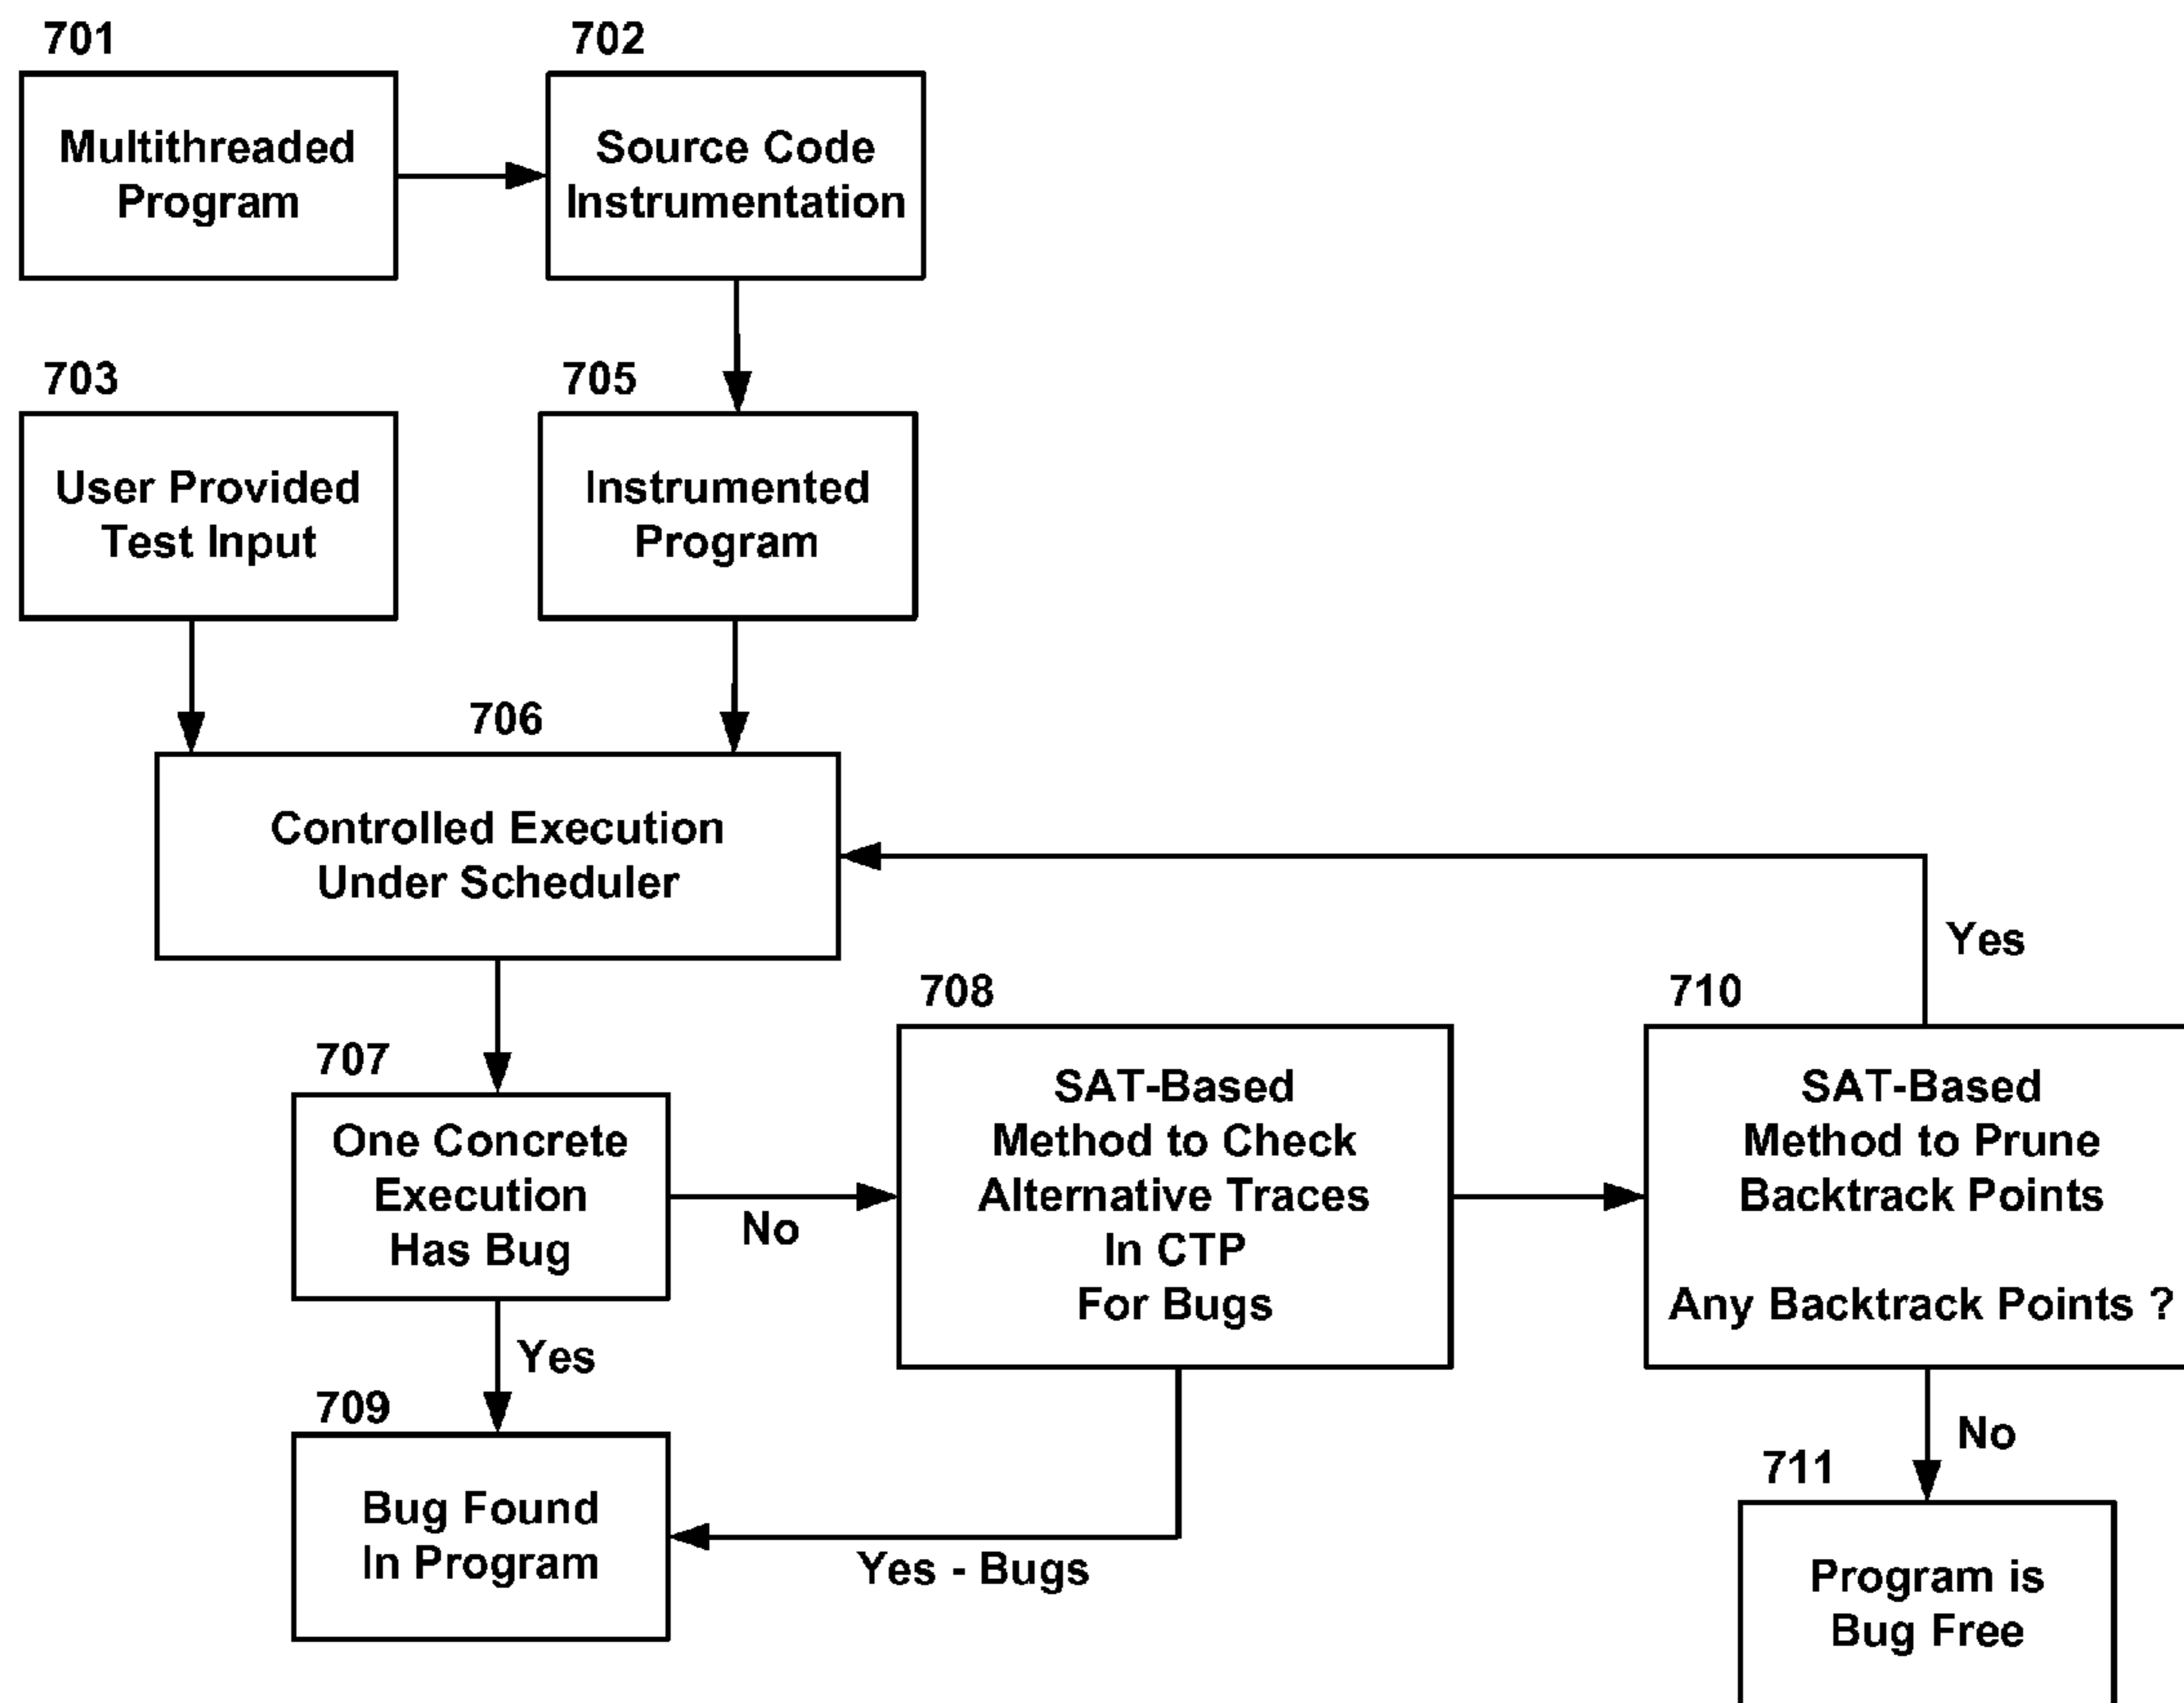 701
Multithreaded
Program
702
Source Code
Instrumentation
703
User Provided
Test Input
705
Instrumented
Program
706
Controlled Execution
Under Scheduler
Yes
707
One Concrete
Execution
Has Bug
No
Yes
708
SAT-Based
Method to Check
Alternative Traces
In CTP
For Bugs
710
SAT-Based
Method to Prune
Backtrack Points
Any Backtrack Points ?
No
709
Bug Found
In Program
Yes - Bugs
711
Program is
Bug Free